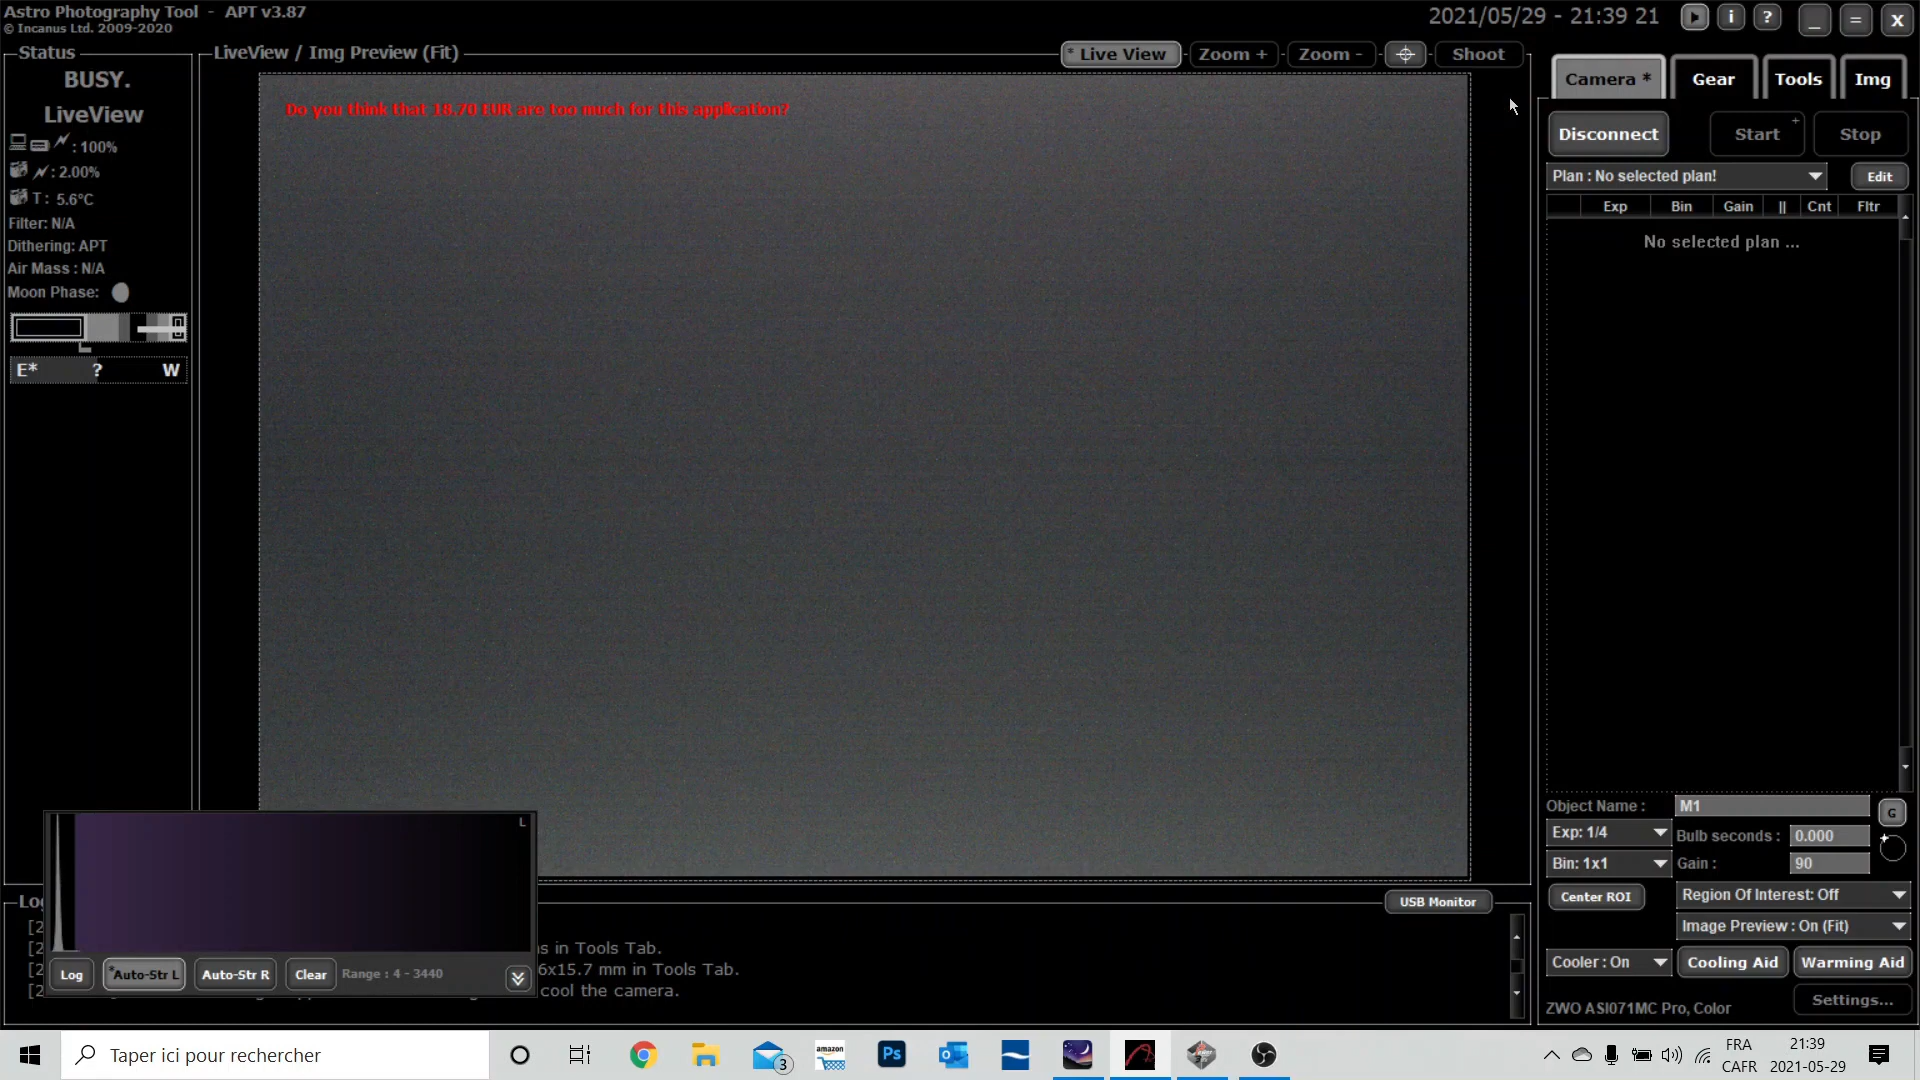 Astro Photography Tool - APT v3.87
© Incanus Ltd. 2009-2020
2021/05/29 - 21:39 21
i
?
_
=
X
Status
BUSY.
LiveView
: 100%
: 2.00%
T : 5.6°C
Filter: N/A
Dithering: APT
Air Mass : N/A
Moon Phase:
E* ? W
LiveView / Img Preview (Fit)
* Live View
Zoom +
Zoom -
Shoot
Do you think that 18.70 EUR are too much for this application?
Camera *
Gear
Tools
Img
Disconnect
Start +
Stop
Plan : No selected plan!
Edit
Exp Bin Gain || Cnt Fltr
No selected plan ...
Object Name : M1
G
Exp: 1/4
Bulb seconds : 0.000
Bin: 1x1
Gain : 90
Center ROI
Region Of Interest: Off
Image Preview : On (Fit)
Cooler : On
Cooling Aid
Warming Aid
ZWO ASI071MC Pro, Color
Settings...
L
Log
*Auto-Str L
Auto-Str R
Clear
Range : 4 - 3440
USB Monitor
[2
[2 in Tools Tab.
[2 6x15.7 mm in Tools Tab.
[2 cool the camera.
Taper ici pour rechercher
3
amazon
Ps
FRA
CAFR
21:39
2021-05-29